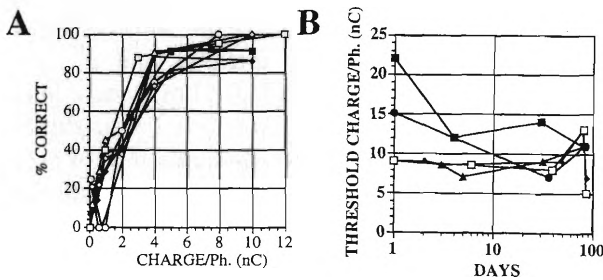 A
% CORRECT
100
80
60
40
20
0
0 2 4 6 8 10 12
CHARGE/Ph. (nC)
B
THRESHOLD CHARGE/Ph. (nC)
25
20
15
10
5
0
1 10 100
DAYS